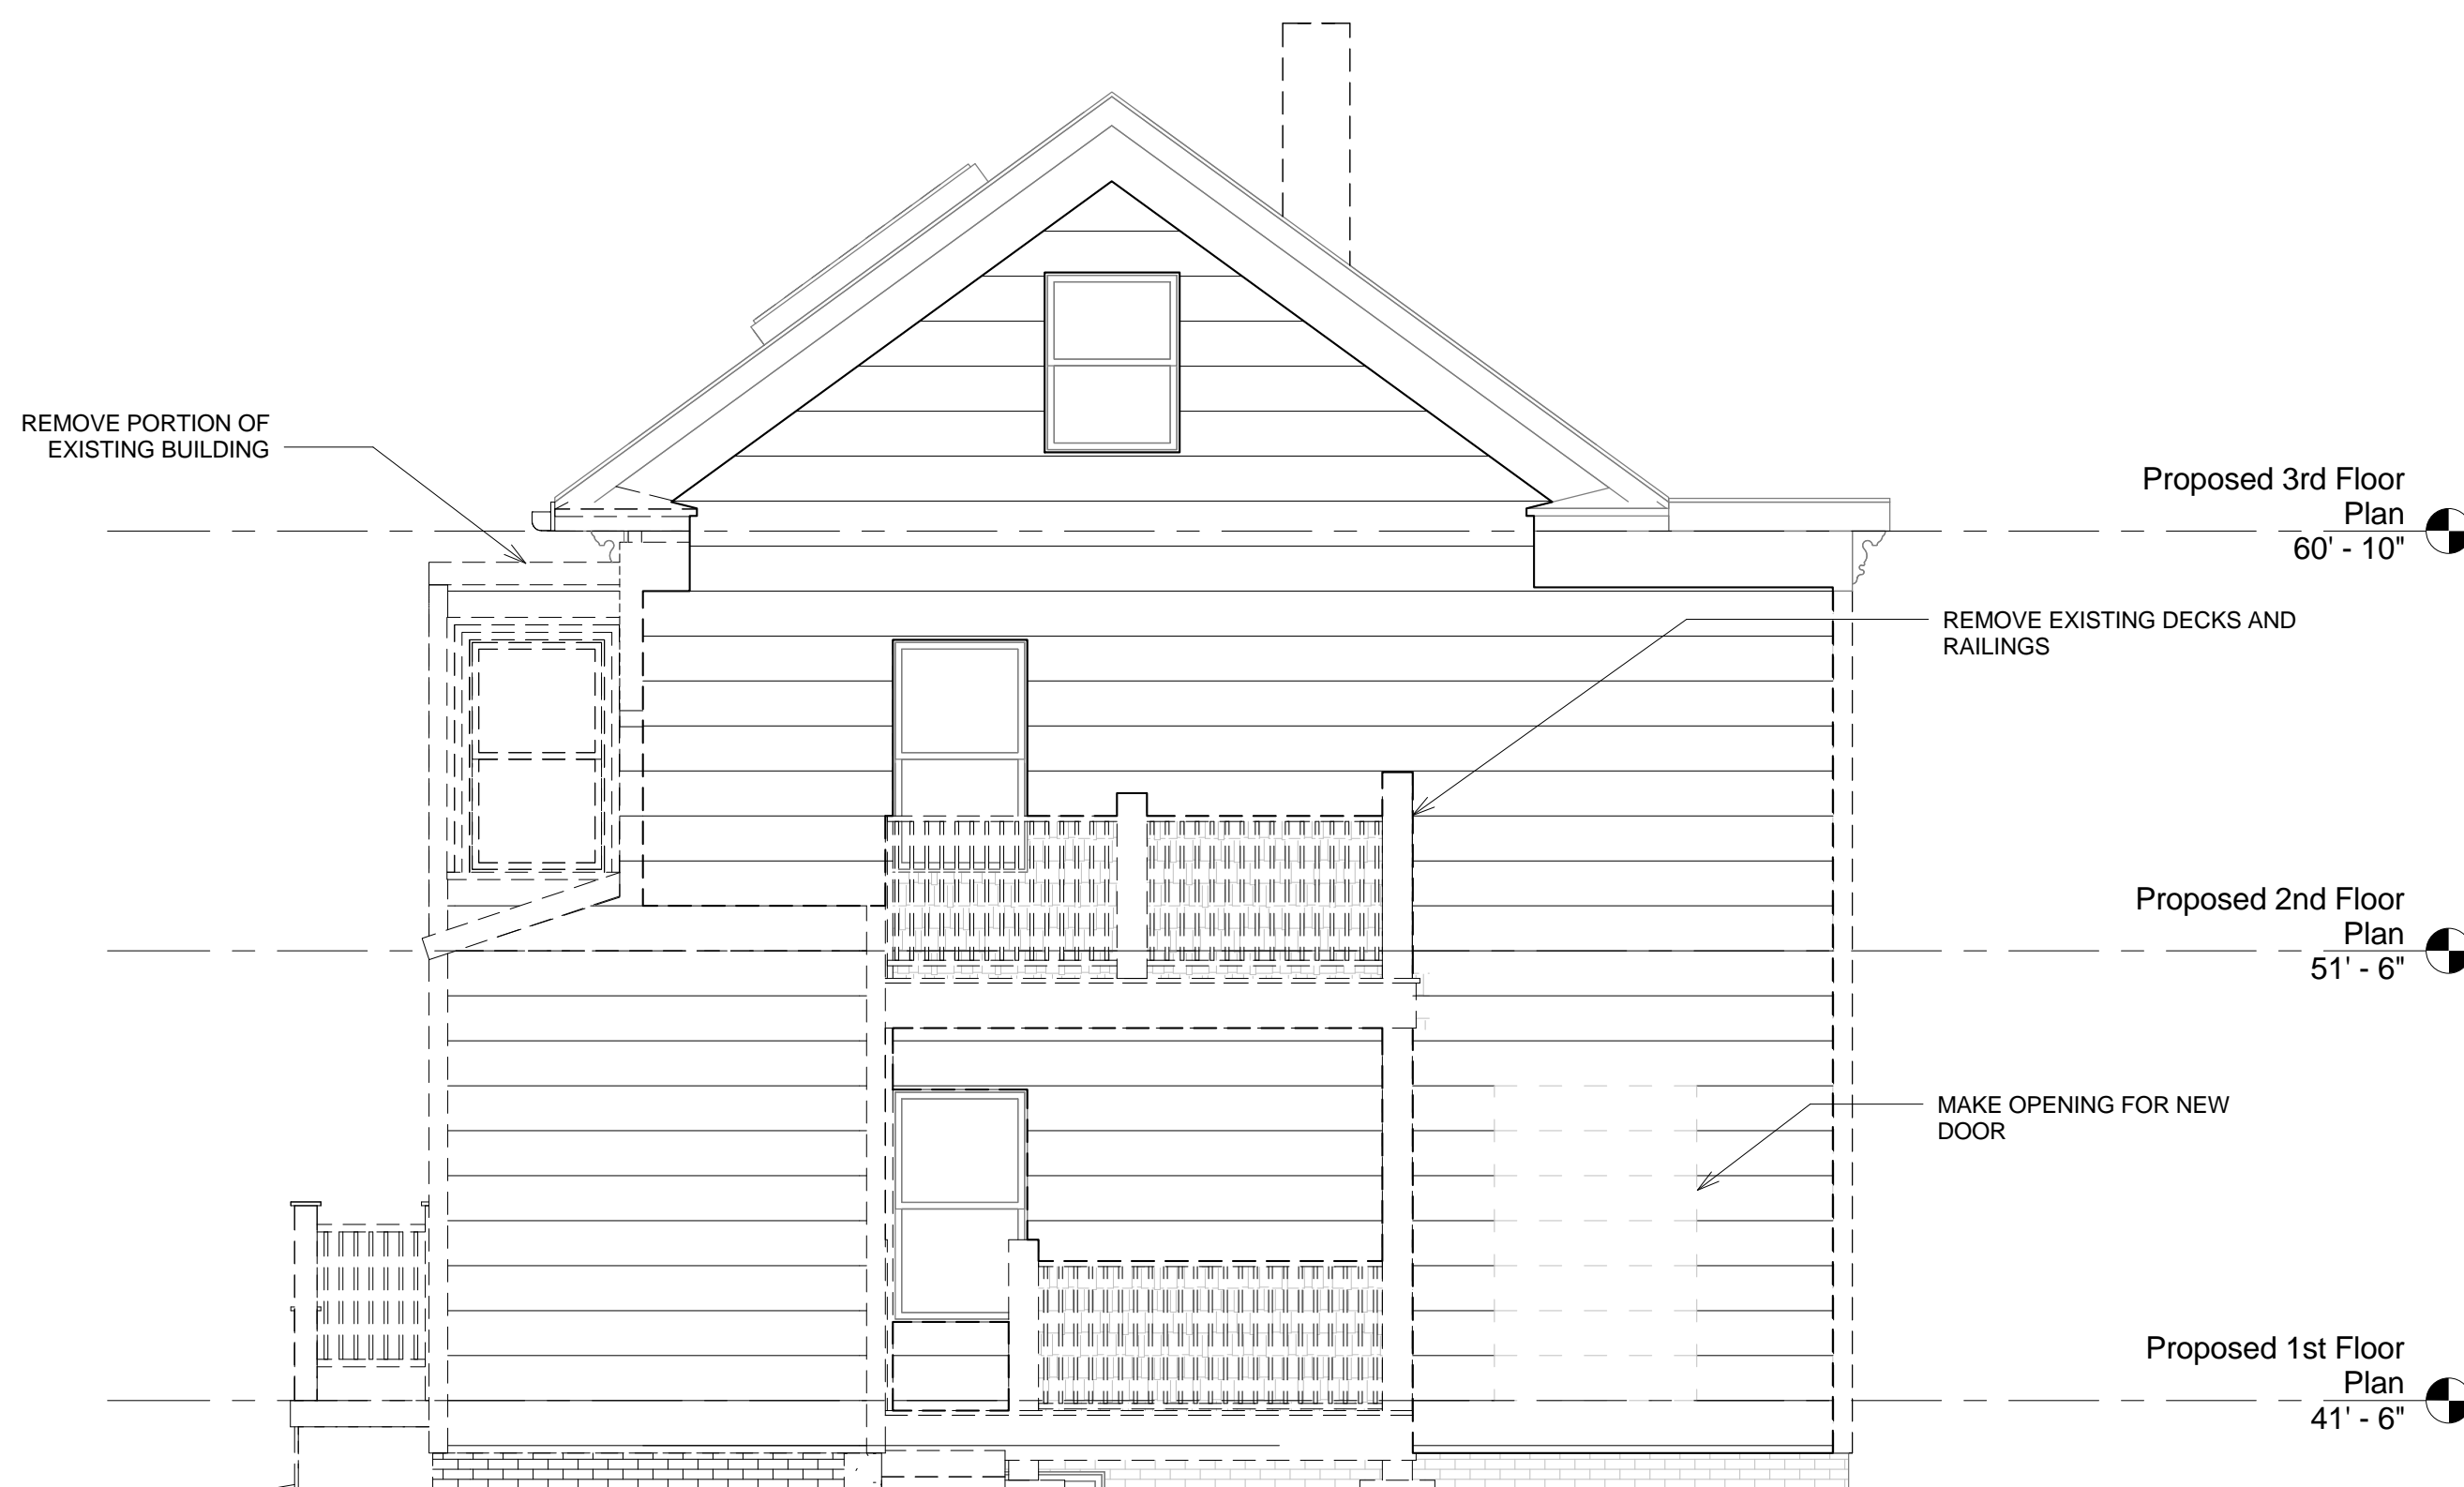 REMOVE PORTION OF
EXISTING BUILDING
Proposed 3rd Floor
Plan
60' - 10"
REMOVE EXISTING DECKS AND
RAILINGS
Proposed 2nd Floor
Plan
51' - 6"
MAKE OPENING FOR NEW
DOOR
Proposed 1st Floor
Plan
41' - 6"